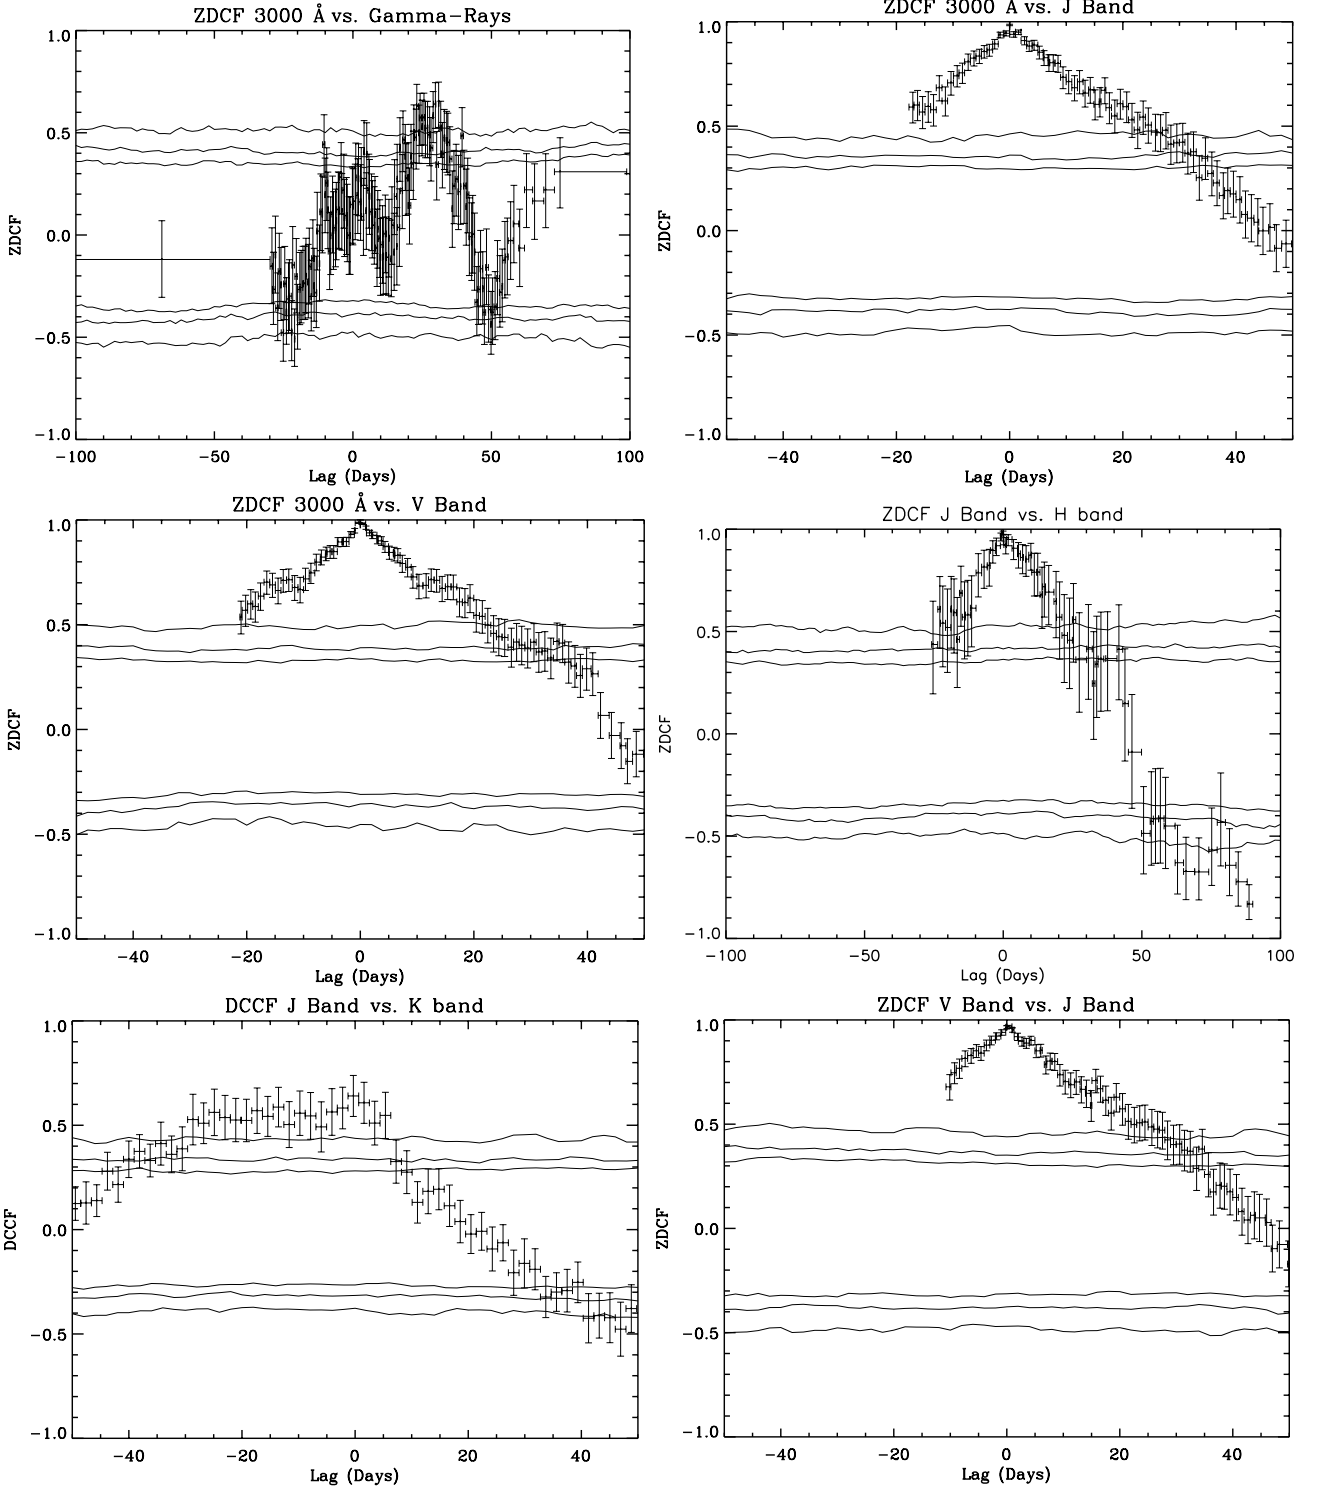 ZDCF 3000 Å vs. Gamma-Rays
1.0
0.5
0.0
-0.5
-1.0
ZDCF
-100 -50 0 50 100
Lag (Days)
ZDCF 3000 Å vs. J Band
1.0
0.5
0.0
-0.5
-1.0
ZDCF
-40 -20 0 20 40
Lag (Days)
ZDCF 3000 Å vs. V Band
1.0
0.5
0.0
-0.5
-1.0
ZDCF
-40 -20 0 20 40
Lag (Days)
ZDCF J Band vs. H band
1.0
0.5
0.0
-0.5
-1.0
ZDCF
-100 -50 0 50 100
Lag (Days)
DCCF J Band vs. K band
1.0
0.5
0.0
-0.5
-1.0
DCCF
-40 -20 0 20 40
Lag (Days)
ZDCF V Band vs. J Band
1.0
0.5
0.0
-0.5
-1.0
ZDCF
-40 -20 0 20 40
Lag (Days)